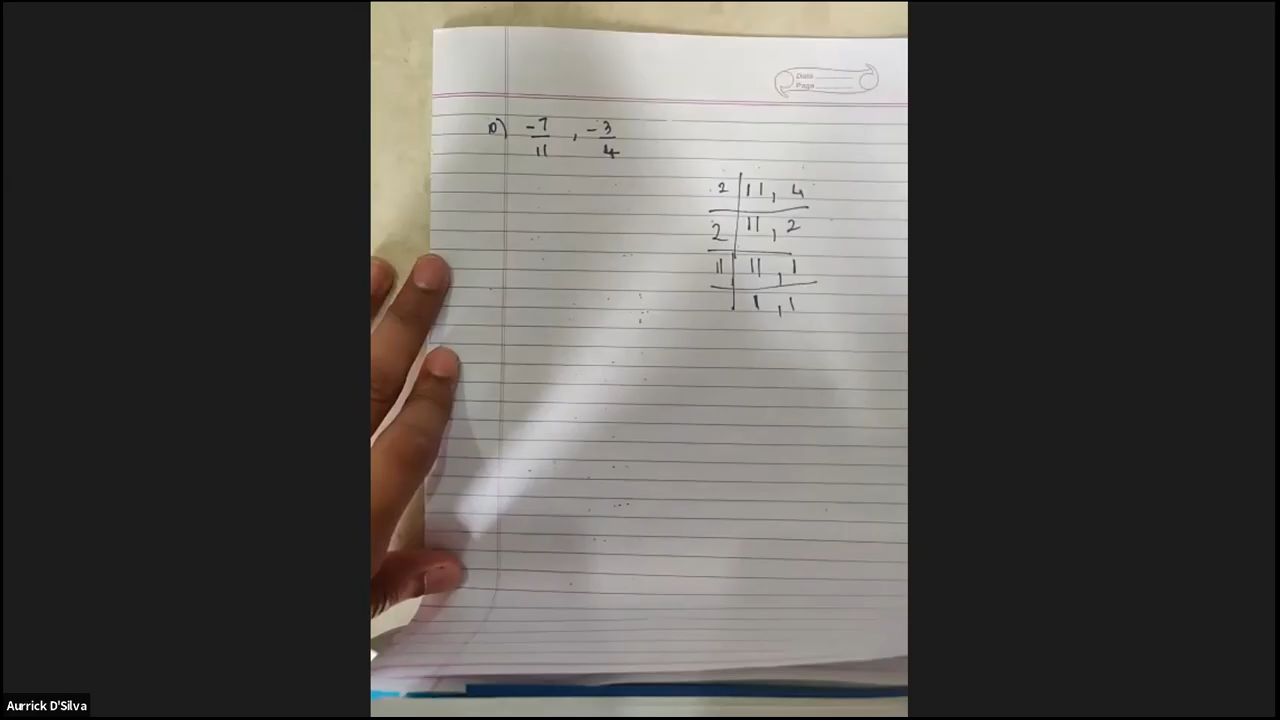 Date
Page
10) -7/11 , -3/4
2 | 11, 4
2 | 11, 2
11 | 11, 1
| 1, 1
Aurrick D'Silva